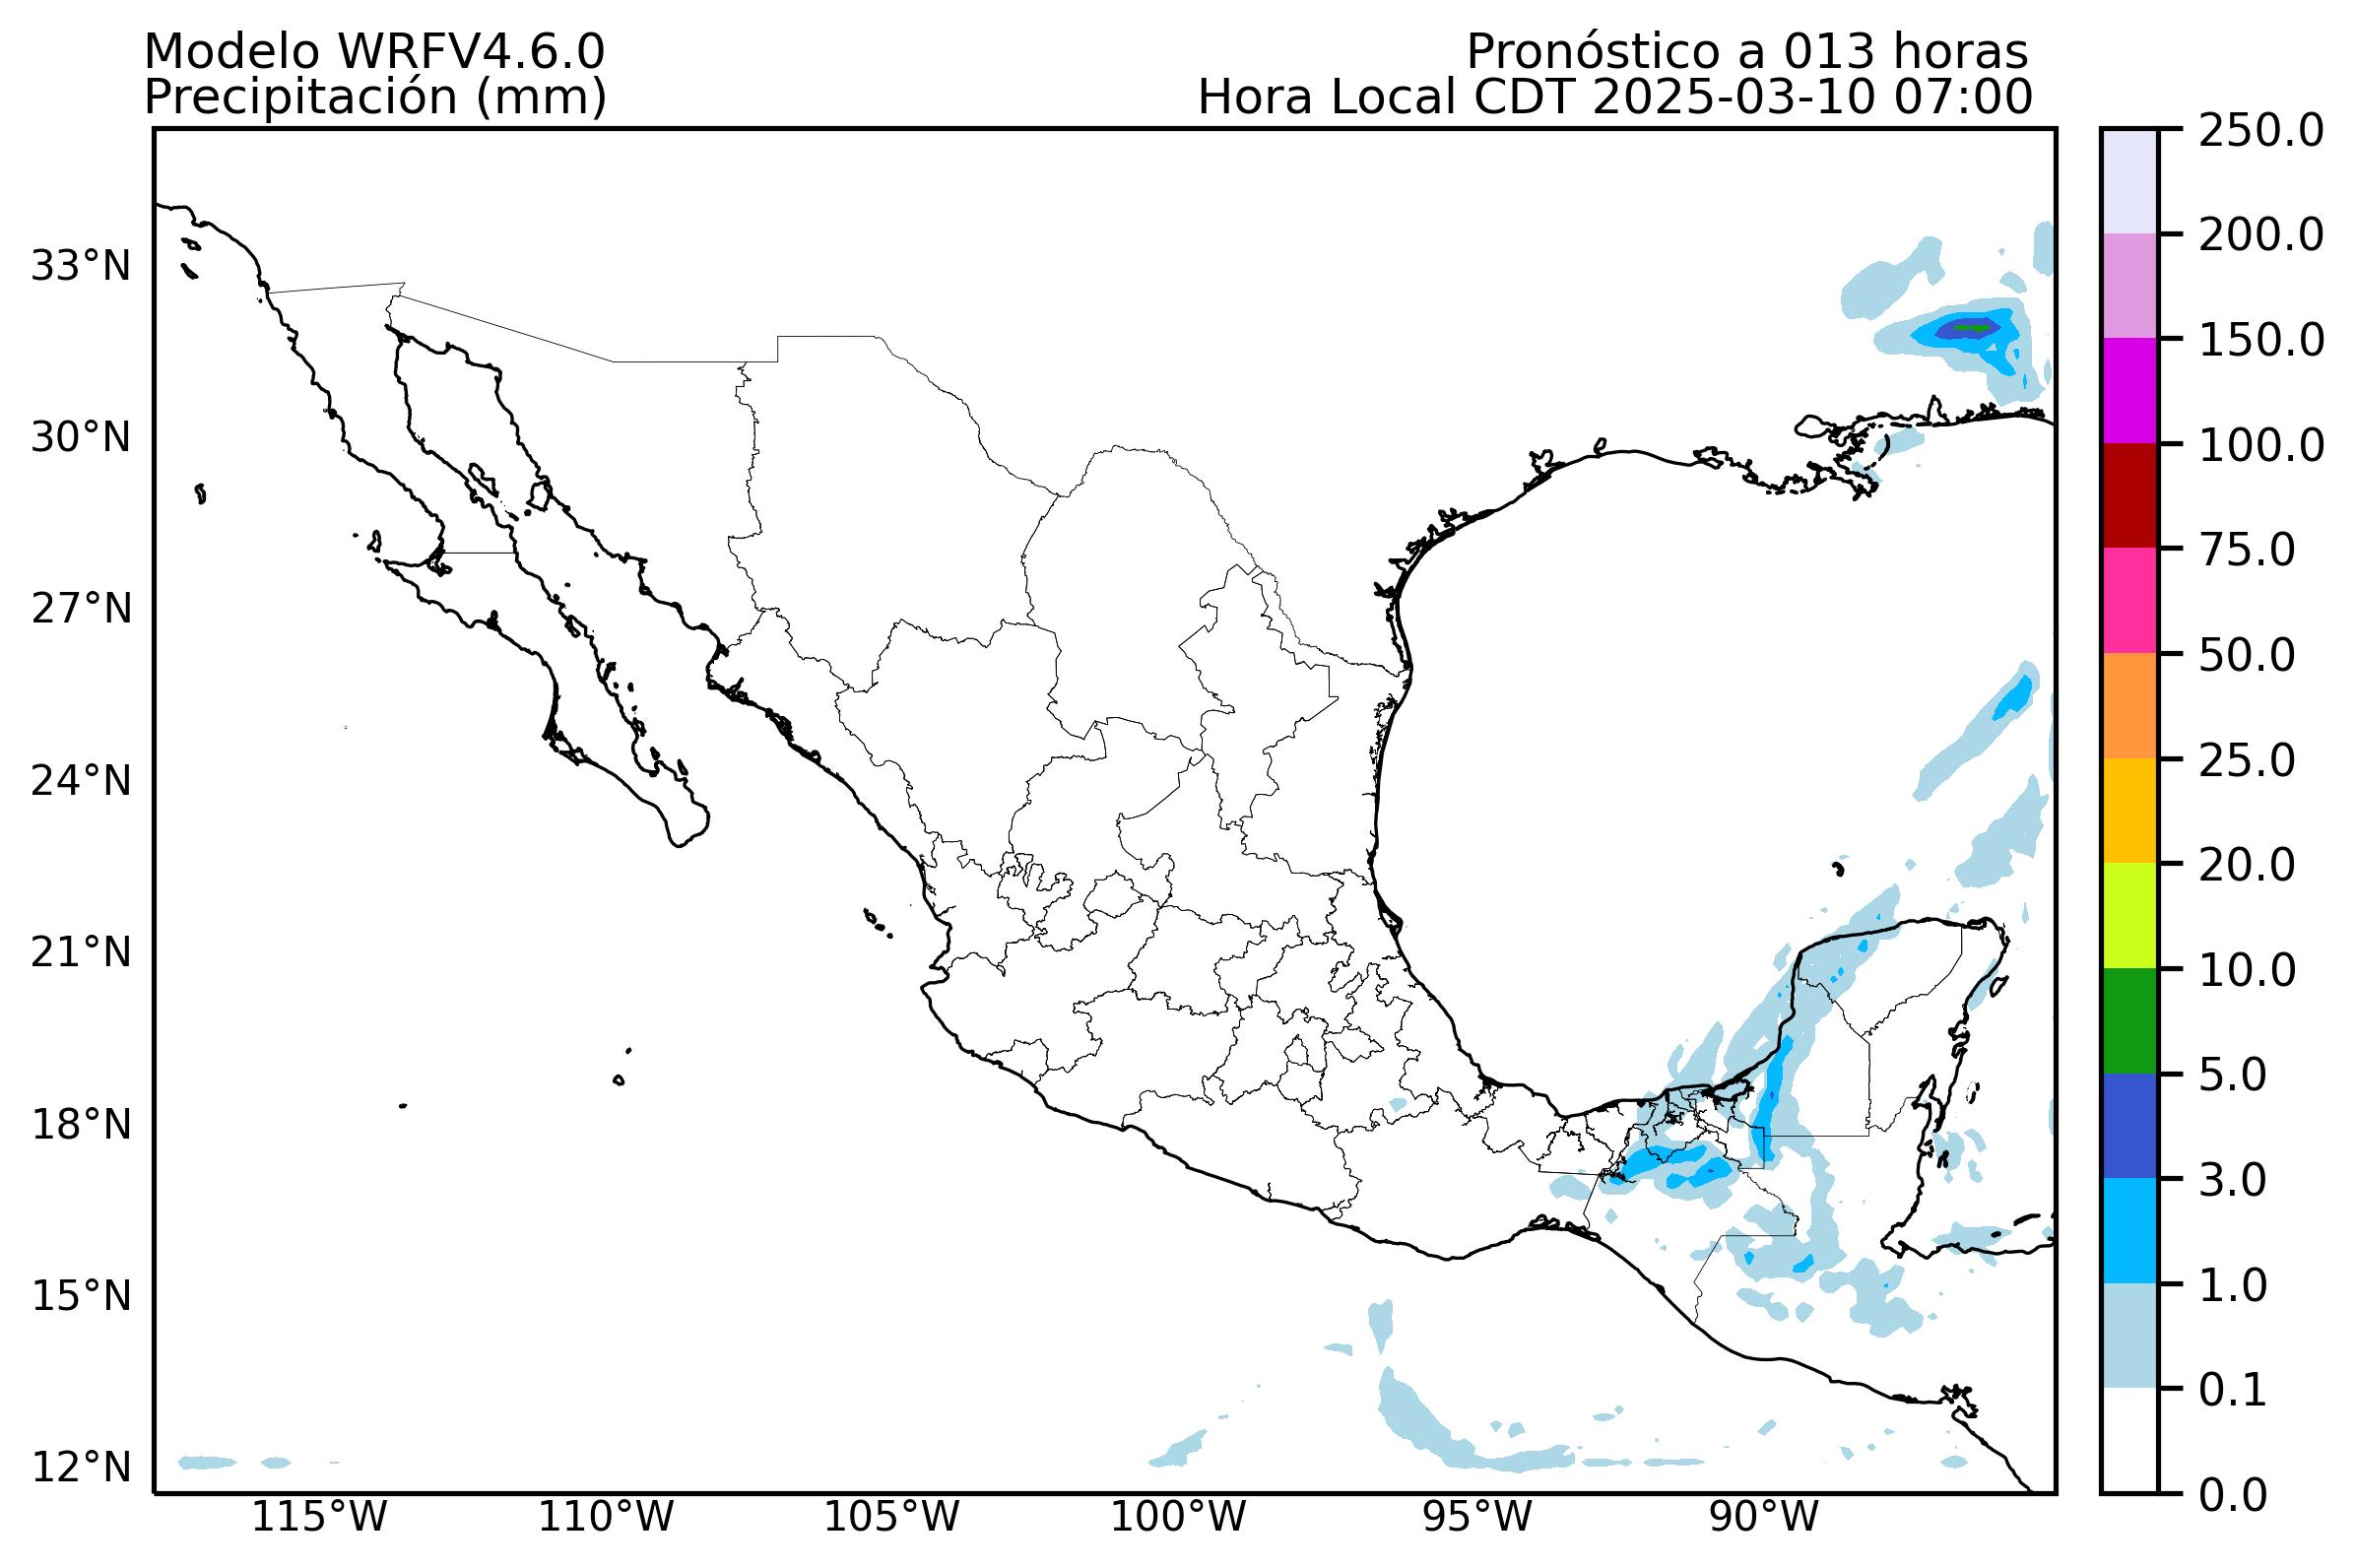 Modelo WRFV4.6.0
Precipitación (mm)
Pronóstico a 013 horas
Hora Local CDT 2025-03-10 07:00
33°N
30°N
27°N
24°N
21°N
18°N
15°N
12°N
115°W
110°W
105°W
100°W
95°W
90°W
250.0
200.0
150.0
100.0
75.0
50.0
25.0
20.0
10.0
5.0
3.0
1.0
0.1
0.0